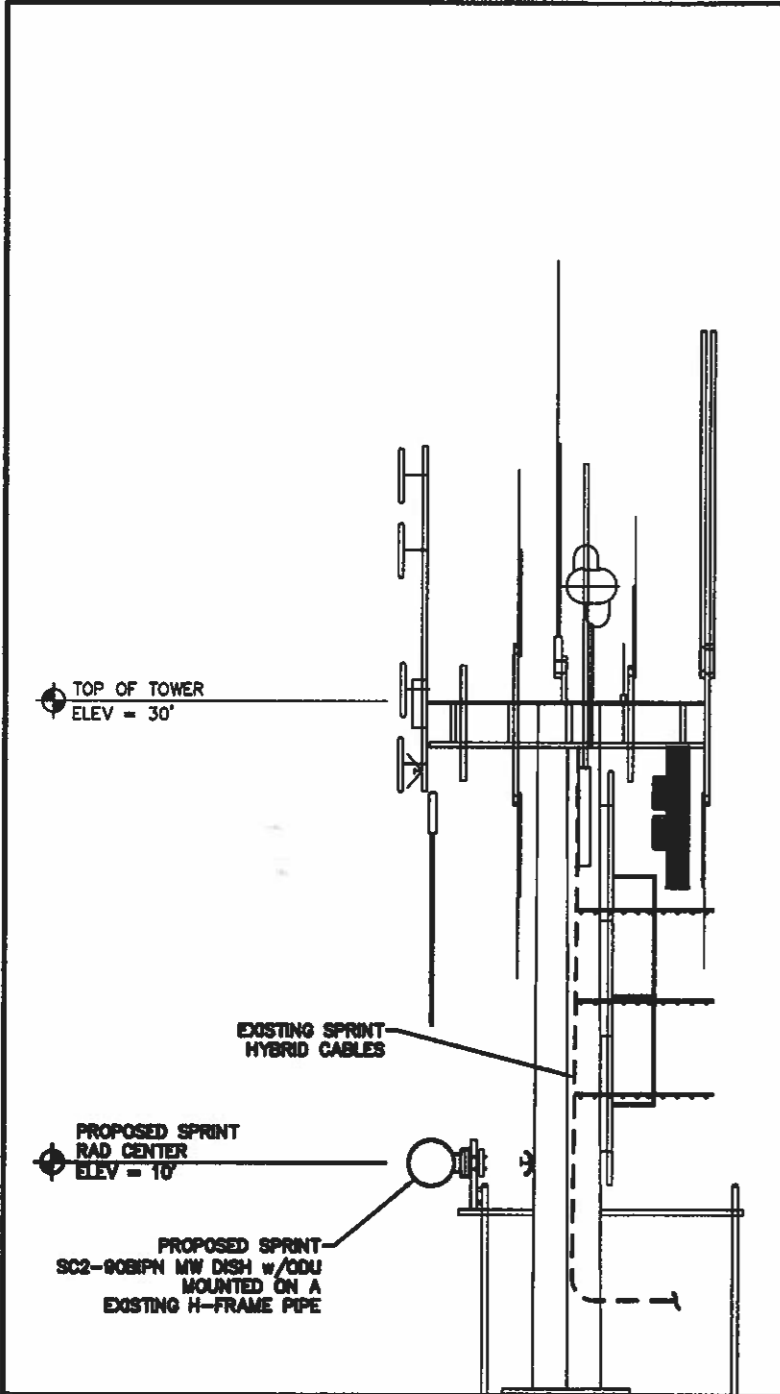 TOP OF TOWER
ELEV = 30'
EXISTING SPRINT
HYBRID CABLES
PROPOSED SPRINT
RAD CENTER
ELEV = 10'
PROPOSED SPRINT
SC2-90BIPN MW DISH w/ODU
MOUNTED ON A
EXISTING H-FRAME PIPE